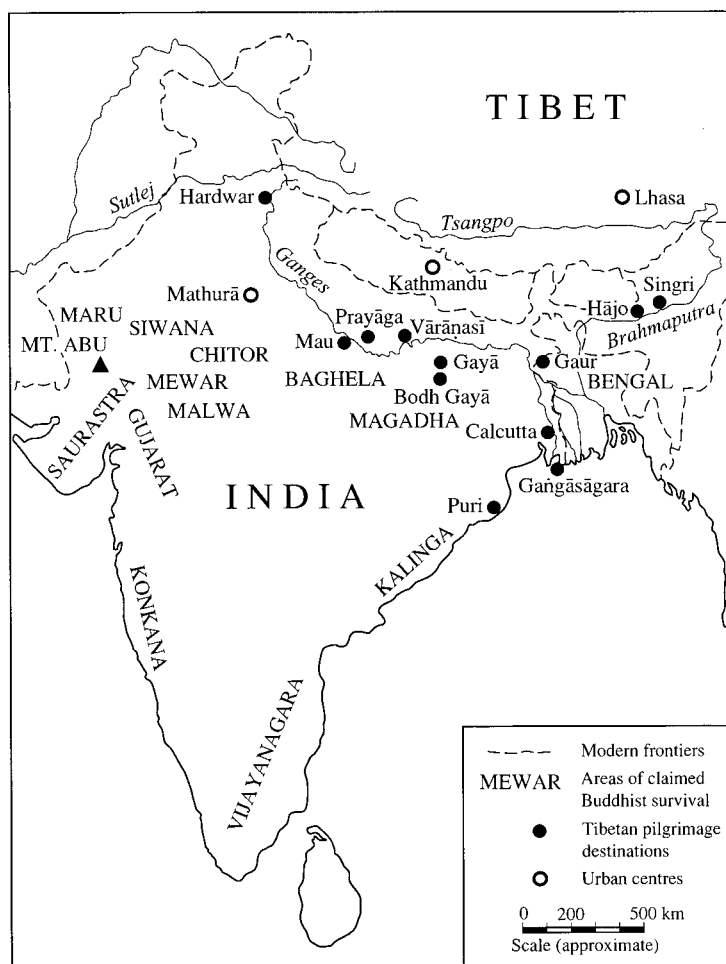 TIBET
Sutlej
Hardwar
Lhasa
Tsangpo
Ganges
Kathmandu
Singri
Mathurā
Hājo
Brahmaputra
MARU
SIWANA
Prayāga
Vārānasī
MT. ABU
CHITOR
Mau
Gayā
Gaur
MEWAR
BAGHELA
BENGAL
Bodh Gayā
SAURASTRA
MALWA
MAGADHA
GUJARAT
Calcutta
INDIA
Gaṅgāsāgara
Puri
KALINGA
KONKANA
VIJAYANAGARA
Modern frontiers
MEWAR Areas of claimed
Buddhist survival
Tibetan pilgrimage
destinations
Urban centres
0 200 500 km
Scale (approximate)